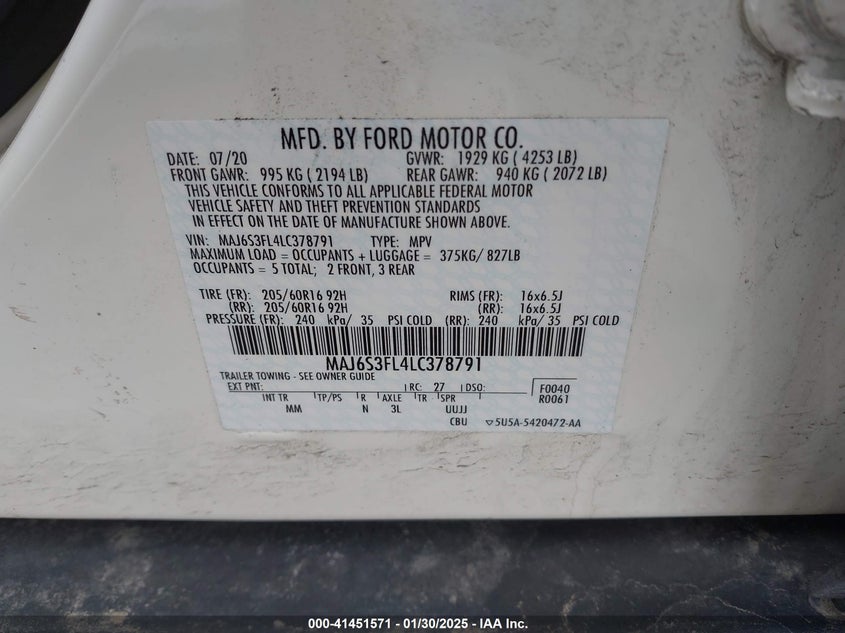 MFD. BY FORD MOTOR CO.
DATE: 07/20 GVWR: 1929 KG ( 4253 LB)
FRONT GAWR: 995 KG ( 2194 LB) REAR GAWR: 940 KG ( 2072 LB)
THIS VEHICLE CONFORMS TO ALL APPLICABLE FEDERAL MOTOR
VEHICLE SAFETY AND THEFT PREVENTION STANDARDS
IN EFFECT ON THE DATE OF MANUFACTURE SHOWN ABOVE.
VIN: MAJ6S3FL4LC378791 TYPE: MPV
MAXIMUM LOAD = OCCUPANTS + LUGGAGE = 375KG/ 827LB
OCCUPANTS = 5 TOTAL; 2 FRONT, 3 REAR
TIRE (FR): 205/60R16 92H RIMS (FR): 16x6.5J
(RR): 205/60R16 92H (RR): 16x6.5J
PRESSURE (FR): 240 kPa/ 35 PSI COLD (RR): 240 kPa/ 35 PSI COLD
MAJ6S3FL4LC378791
TRAILER TOWING - SEE OWNER GUIDE
EXT PNT: RC: 27 DSO: F0040
INT TR TP/PS R AXLE TR SPR R0061
MM N 3L UUJJ
CBU ▽5U5A-5420472-AA
000-41451571 / 01/30/2025 - IAA Inc.